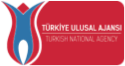 TÜRKİYE ULUSAL AJANSI
TURKISH NATIONAL AGENCY